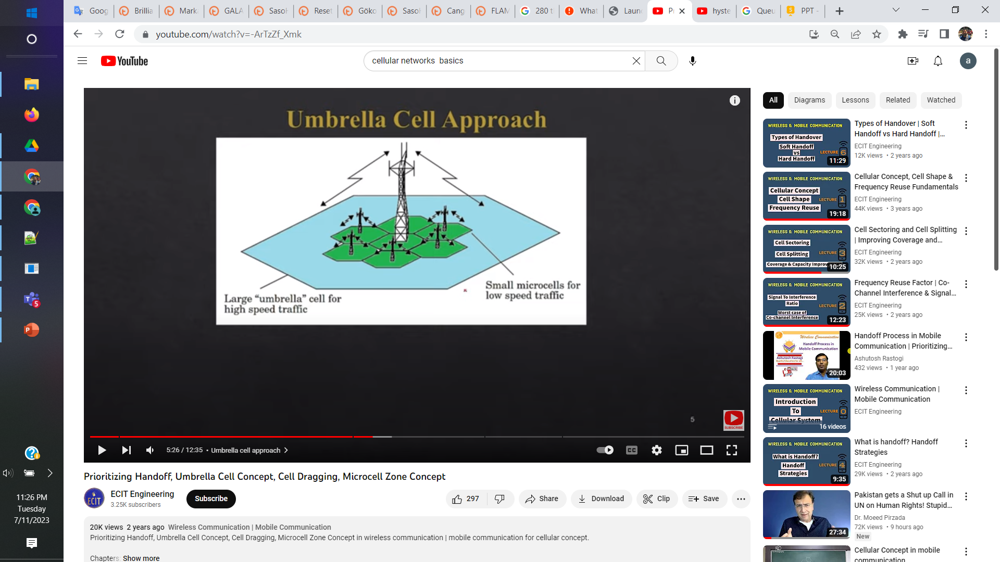 Goog
Brillia
Mark
GALA
Saso
Reset
Göko
Saso
Cang
FLAM
280 t
What
Laun
P
hyste
Queu
PPT -
youtube.com/watch?v=-ArTzZf_Xmk
YouTube
cellular networks  basics
a
Umbrella Cell Approach
Large “umbrella” cell for
high speed traffic
Small microcells for
low speed traffic
5
SUBSCRIBE
5:26 / 12:35 • Umbrella cell approach
CC
Prioritizing Handoff, Umbrella Cell Concept, Cell Dragging, Microcell Zone Concept
ECIT
ECIT Engineering
3.25K subscribers
Subscribe
297
Share
Download
Clip
Save
20K views  2 years ago  Wireless Communication | Mobile Communication
Prioritizing Handoff, Umbrella Cell Concept, Cell Dragging, Microcell Zone Concept in wireless communication | mobile communication for cellular concept.
Chapters: Show more
All
Diagrams
Lessons
Related
Watched
WIRELESS & MOBILE COMMUNICATION
Types of Handover
Soft Handoff
vs
Hard Handoff
LECTURE 6
11:29
Types of Handover | Soft
Handoff vs Hard Handoff |...
ECIT Engineering
12K views • 2 years ago
WIRELESS & MOBILE COMMUNICATION
Cellular Concept
Cell Shape
Frequency Reuse
LECTURE 1
19:18
Cellular Concept, Cell Shape &
Frequency Reuse Fundamentals
ECIT Engineering
44K views • 3 years ago
WIRELESS & MOBILE COMMUNICATION
Cell Sectoring
Cell Splitting
Coverage & Capacity Improv
LECTURE 3
10:25
Cell Sectoring and Cell Splitting
| Improving Coverage and...
ECIT Engineering
32K views • 2 years ago
WIRELESS & MOBILE COMMUNICATION
Signal To Interference
Ratio
Worst case of
Co-channel Interference
LECTURE 2
12:23
Frequency Reuse Factor | Co-
Channel Interference & Signal...
ECIT Engineering
25K views • 2 years ago
Wireless Communication
Handoff Process in
Mobile Communication
Ashutosh Rastogi
20:03
Handoff Process in Mobile
Communication | Prioritizing...
Ashutosh Rastogi
432 views • 1 year ago
WIRELESS & MOBILE COMMUNICATION
Introduction
To
Cellular System
LECTURE 0
16 videos
Wireless Communication |
Mobile Communication
ECIT Engineering
WIRELESS & MOBILE COMMUNICATION
What is Handoff?
Handoff
Strategies
LECTURE 4
9:35
What is handoff? Handoff
Strategies
ECIT Engineering
29K views • 2 years ago
27:34
Pakistan gets a Shut up Call in
UN on Human Rights! Stupid...
Dr. Moeed Pirzada
72K views • 9 hours ago
New
Cellular Concept in mobile
communication
5
11:26 PM
Tuesday
7/11/2023